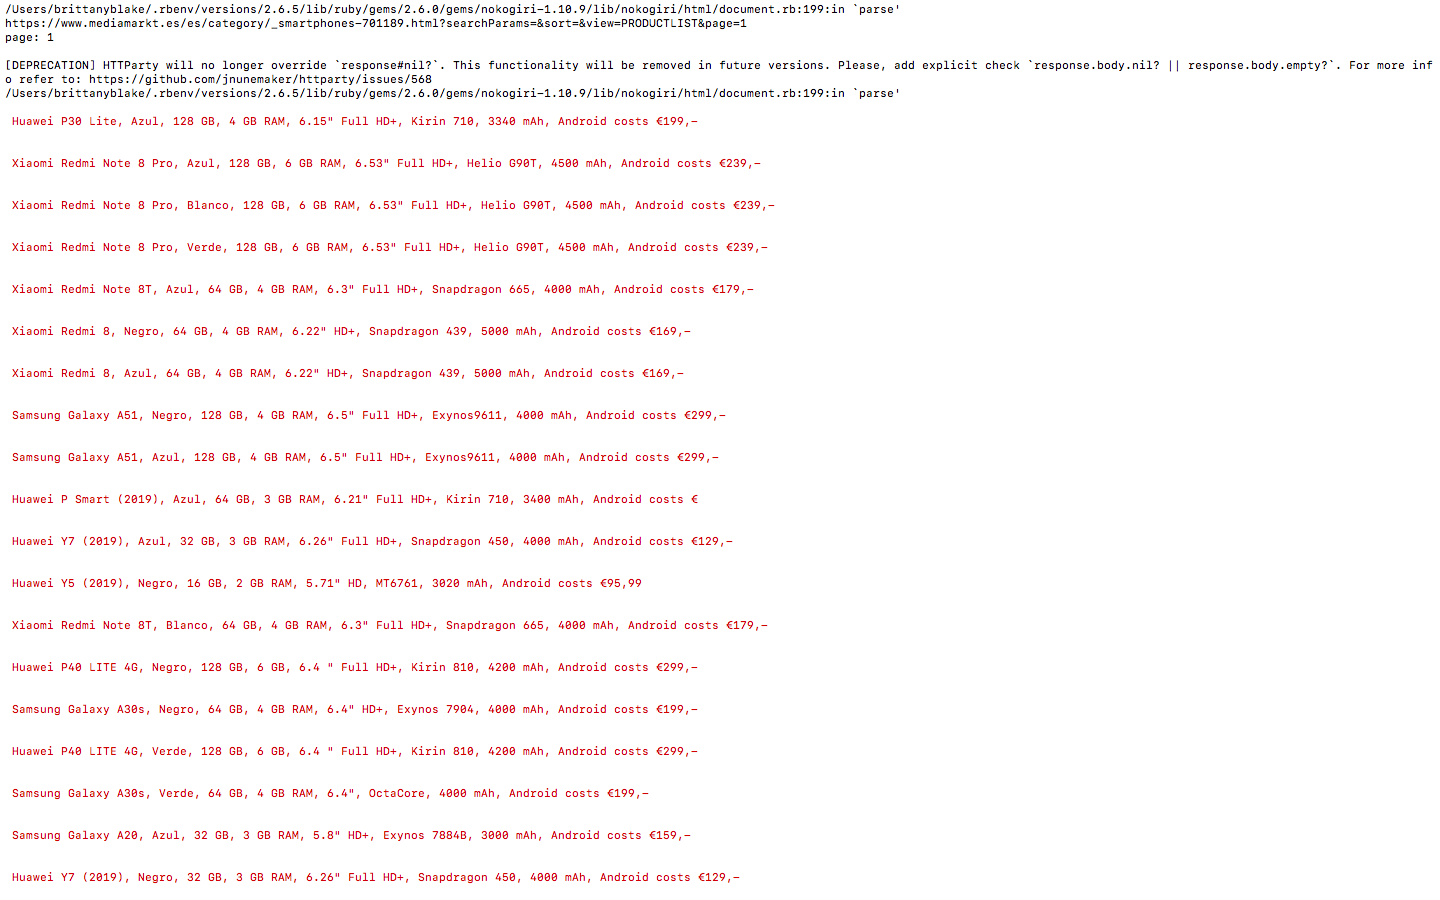 /Users/brittanyblake/.rbenv/versions/2.6.5/lib/ruby/gems/2.6.0/gems/nokogiri-1.10.9/lib/nokogiri/html/document.rb:199:in `parse'
https://www.mediamarkt.es/es/category/_smartphones-701189.html?searchParams=&sort=&view=PRODUCTLIST&page=1
page: 1
[DEPRECATION] HTTParty will no longer override `response#nil?`. This functionality will be removed in future versions. Please, add explicit check `response.body.nil? || response.body.empty?`. For more inf
o refer to: https://github.com/jnunemaker/httparty/issues/568
/Users/brittanyblake/.rbenv/versions/2.6.5/lib/ruby/gems/2.6.0/gems/nokogiri-1.10.9/lib/nokogiri/html/document.rb:199:in `parse'
Huawei P30 Lite, Azul, 128 GB, 4 GB RAM, 6.15" Full HD+, Kirin 710, 3340 mAh, Android costs €199,–
Xiaomi Redmi Note 8 Pro, Azul, 128 GB, 6 GB RAM, 6.53" Full HD+, Helio G90T, 4500 mAh, Android costs €239,–
Xiaomi Redmi Note 8 Pro, Blanco, 128 GB, 6 GB RAM, 6.53" Full HD+, Helio G90T, 4500 mAh, Android costs €239,–
Xiaomi Redmi Note 8 Pro, Verde, 128 GB, 6 GB RAM, 6.53" Full HD+, Helio G90T, 4500 mAh, Android costs €239,–
Xiaomi Redmi Note 8T, Azul, 64 GB, 4 GB RAM, 6.3" Full HD+, Snapdragon 665, 4000 mAh, Android costs €179,–
Xiaomi Redmi 8, Negro, 64 GB, 4 GB RAM, 6.22" HD+, Snapdragon 439, 5000 mAh, Android costs €169,–
Xiaomi Redmi 8, Azul, 64 GB, 4 GB RAM, 6.22" HD+, Snapdragon 439, 5000 mAh, Android costs €169,–
Samsung Galaxy A51, Negro, 128 GB, 4 GB RAM, 6.5" Full HD+, Exynos9611, 4000 mAh, Android costs €299,–
Samsung Galaxy A51, Azul, 128 GB, 4 GB RAM, 6.5" Full HD+, Exynos9611, 4000 mAh, Android costs €299,–
Huawei P Smart (2019), Azul, 64 GB, 3 GB RAM, 6.21" Full HD+, Kirin 710, 3400 mAh, Android costs €
Huawei Y7 (2019), Azul, 32 GB, 3 GB RAM, 6.26" Full HD+, Snapdragon 450, 4000 mAh, Android costs €129,–
Huawei Y5 (2019), Negro, 16 GB, 2 GB RAM, 5.71" HD, MT6761, 3020 mAh, Android costs €95,99
Xiaomi Redmi Note 8T, Blanco, 64 GB, 4 GB RAM, 6.3" Full HD+, Snapdragon 665, 4000 mAh, Android costs €179,–
Huawei P40 LITE 4G, Negro, 128 GB, 6 GB, 6.4 " Full HD+, Kirin 810, 4200 mAh, Android costs €299,–
Samsung Galaxy A30s, Negro, 64 GB, 4 GB RAM, 6.4" HD+, Exynos 7904, 4000 mAh, Android costs €199,–
Huawei P40 LITE 4G, Verde, 128 GB, 6 GB, 6.4 " Full HD+, Kirin 810, 4200 mAh, Android costs €299,–
Samsung Galaxy A30s, Verde, 64 GB, 4 GB RAM, 6.4", OctaCore, 4000 mAh, Android costs €199,–
Samsung Galaxy A20, Azul, 32 GB, 3 GB RAM, 5.8" HD+, Exynos 7884B, 3000 mAh, Android costs €159,–
Huawei Y7 (2019), Negro, 32 GB, 3 GB RAM, 6.26" Full HD+, Snapdragon 450, 4000 mAh, Android costs €129,–